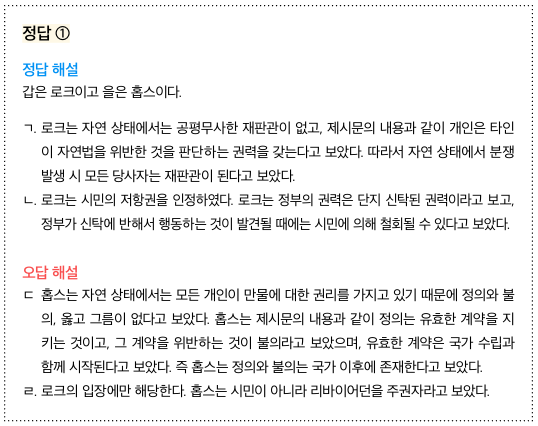 정답 ①
정답 해설
갑은 로크이고 을은 홉스이다.
ㄱ. 로크는 자연 상태에서는 공평무사한 재판관이 없고, 제시문의 내용과 같이 개인은 타인
이 자연법을 위반한 것을 판단하는 권력을 갖는다고 보았다. 따라서 자연 상태에서 분쟁
발생 시 모든 당사자는 재판관이 된다고 보았다.
ㄴ. 로크는 시민의 저항권을 인정하였다. 로크는 정부의 권력은 단지 신탁된 권력이라고 보고,
정부가 신탁에 반해서 행동하는 것이 발견될 때에는 시민에 의해 철회될 수 있다고 보았다.
오답 해설
ㄷ 홉스는 자연 상태에서는 모든 개인이 만물에 대한 권리를 가지고 있기 때문에 정의와 불
의, 옳고 그름이 없다고 보았다. 홉스는 제시문의 내용과 같이 정의는 유효한 계약을 지
키는 것이고, 그 계약을 위반하는 것이 불의라고 보았으며, 유효한 계약은 국가 수립과
함께 시작된다고 보았다. 즉 홉스는 정의와 불의는 국가 이후에 존재한다고 보았다.
ㄹ. 로크의 입장에만 해당한다. 홉스는 시민이 아니라 리바이어던을 주권자라고 보았다.